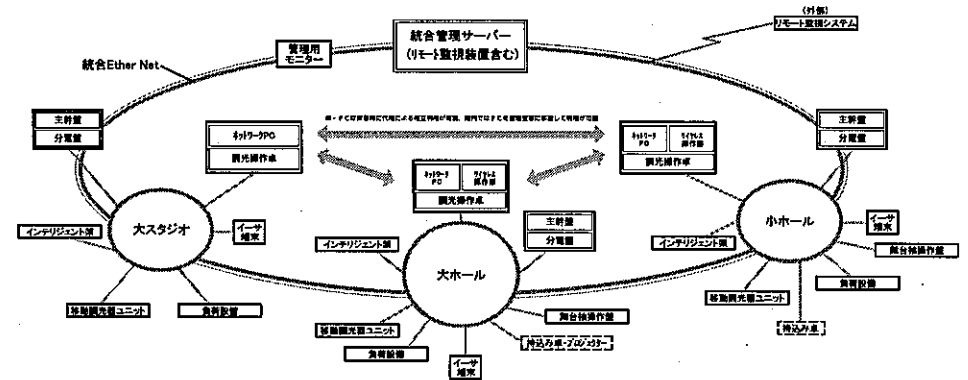 (外部)
リモート監視システム
統合管理サーバー
(リモート監視装置含む)
管理用
モニター
統合Ether Net
主幹盤
分電盤
ネットワークPC
調光操作卓
ネットワーク
PC
ワイヤレス
操作器
調光操作卓
主幹盤
分電盤
ネットワーク
PC
ワイヤレス
操作器
調光操作卓
主幹盤
分電盤
大スタジオ
イーサ
端末
インテリジェント類
移動調光器ユニット
負荷設備
大ホール
インテリジェント類
移動調光器ユニット
負荷設備
イーサ
端末
持込み卓・プロジェクター
舞台袖操作盤
小ホール
イーサ
端末
インテリジェント類
舞台袖操作盤
負荷設備
移動調光器ユニット
持込み卓